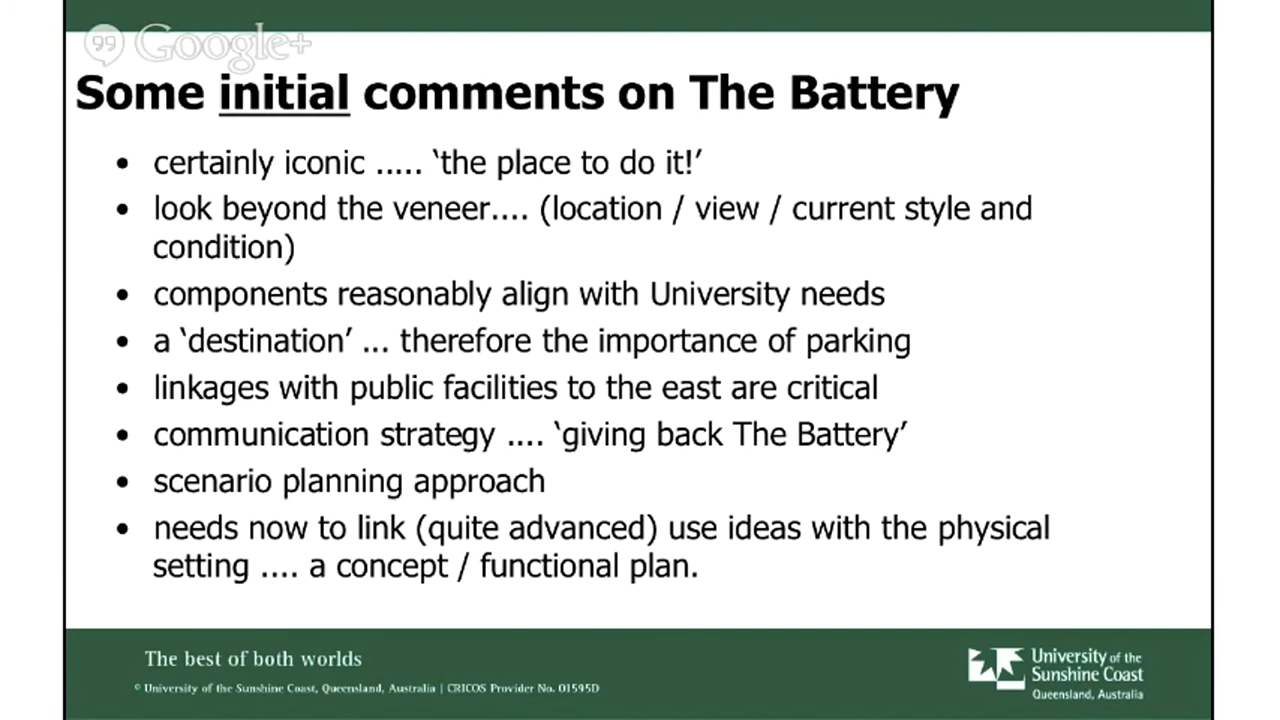 Google+
Some initial comments on The Battery
• certainly iconic ..... ‘the place to do it!’
• look beyond the veneer.... (location / view / current style and
condition)
• components reasonably align with University needs
• a ‘destination’ ... therefore the importance of parking
• linkages with public facilities to the east are critical
• communication strategy .... ‘giving back The Battery’
• scenario planning approach
• needs now to link (quite advanced) use ideas with the physical
setting .... a concept / functional plan.
The best of both worlds
© University of the Sunshine Coast, Queensland, Australia | CRICOS Provider No. 01595D
University of the
Sunshine Coast
Queensland, Australia